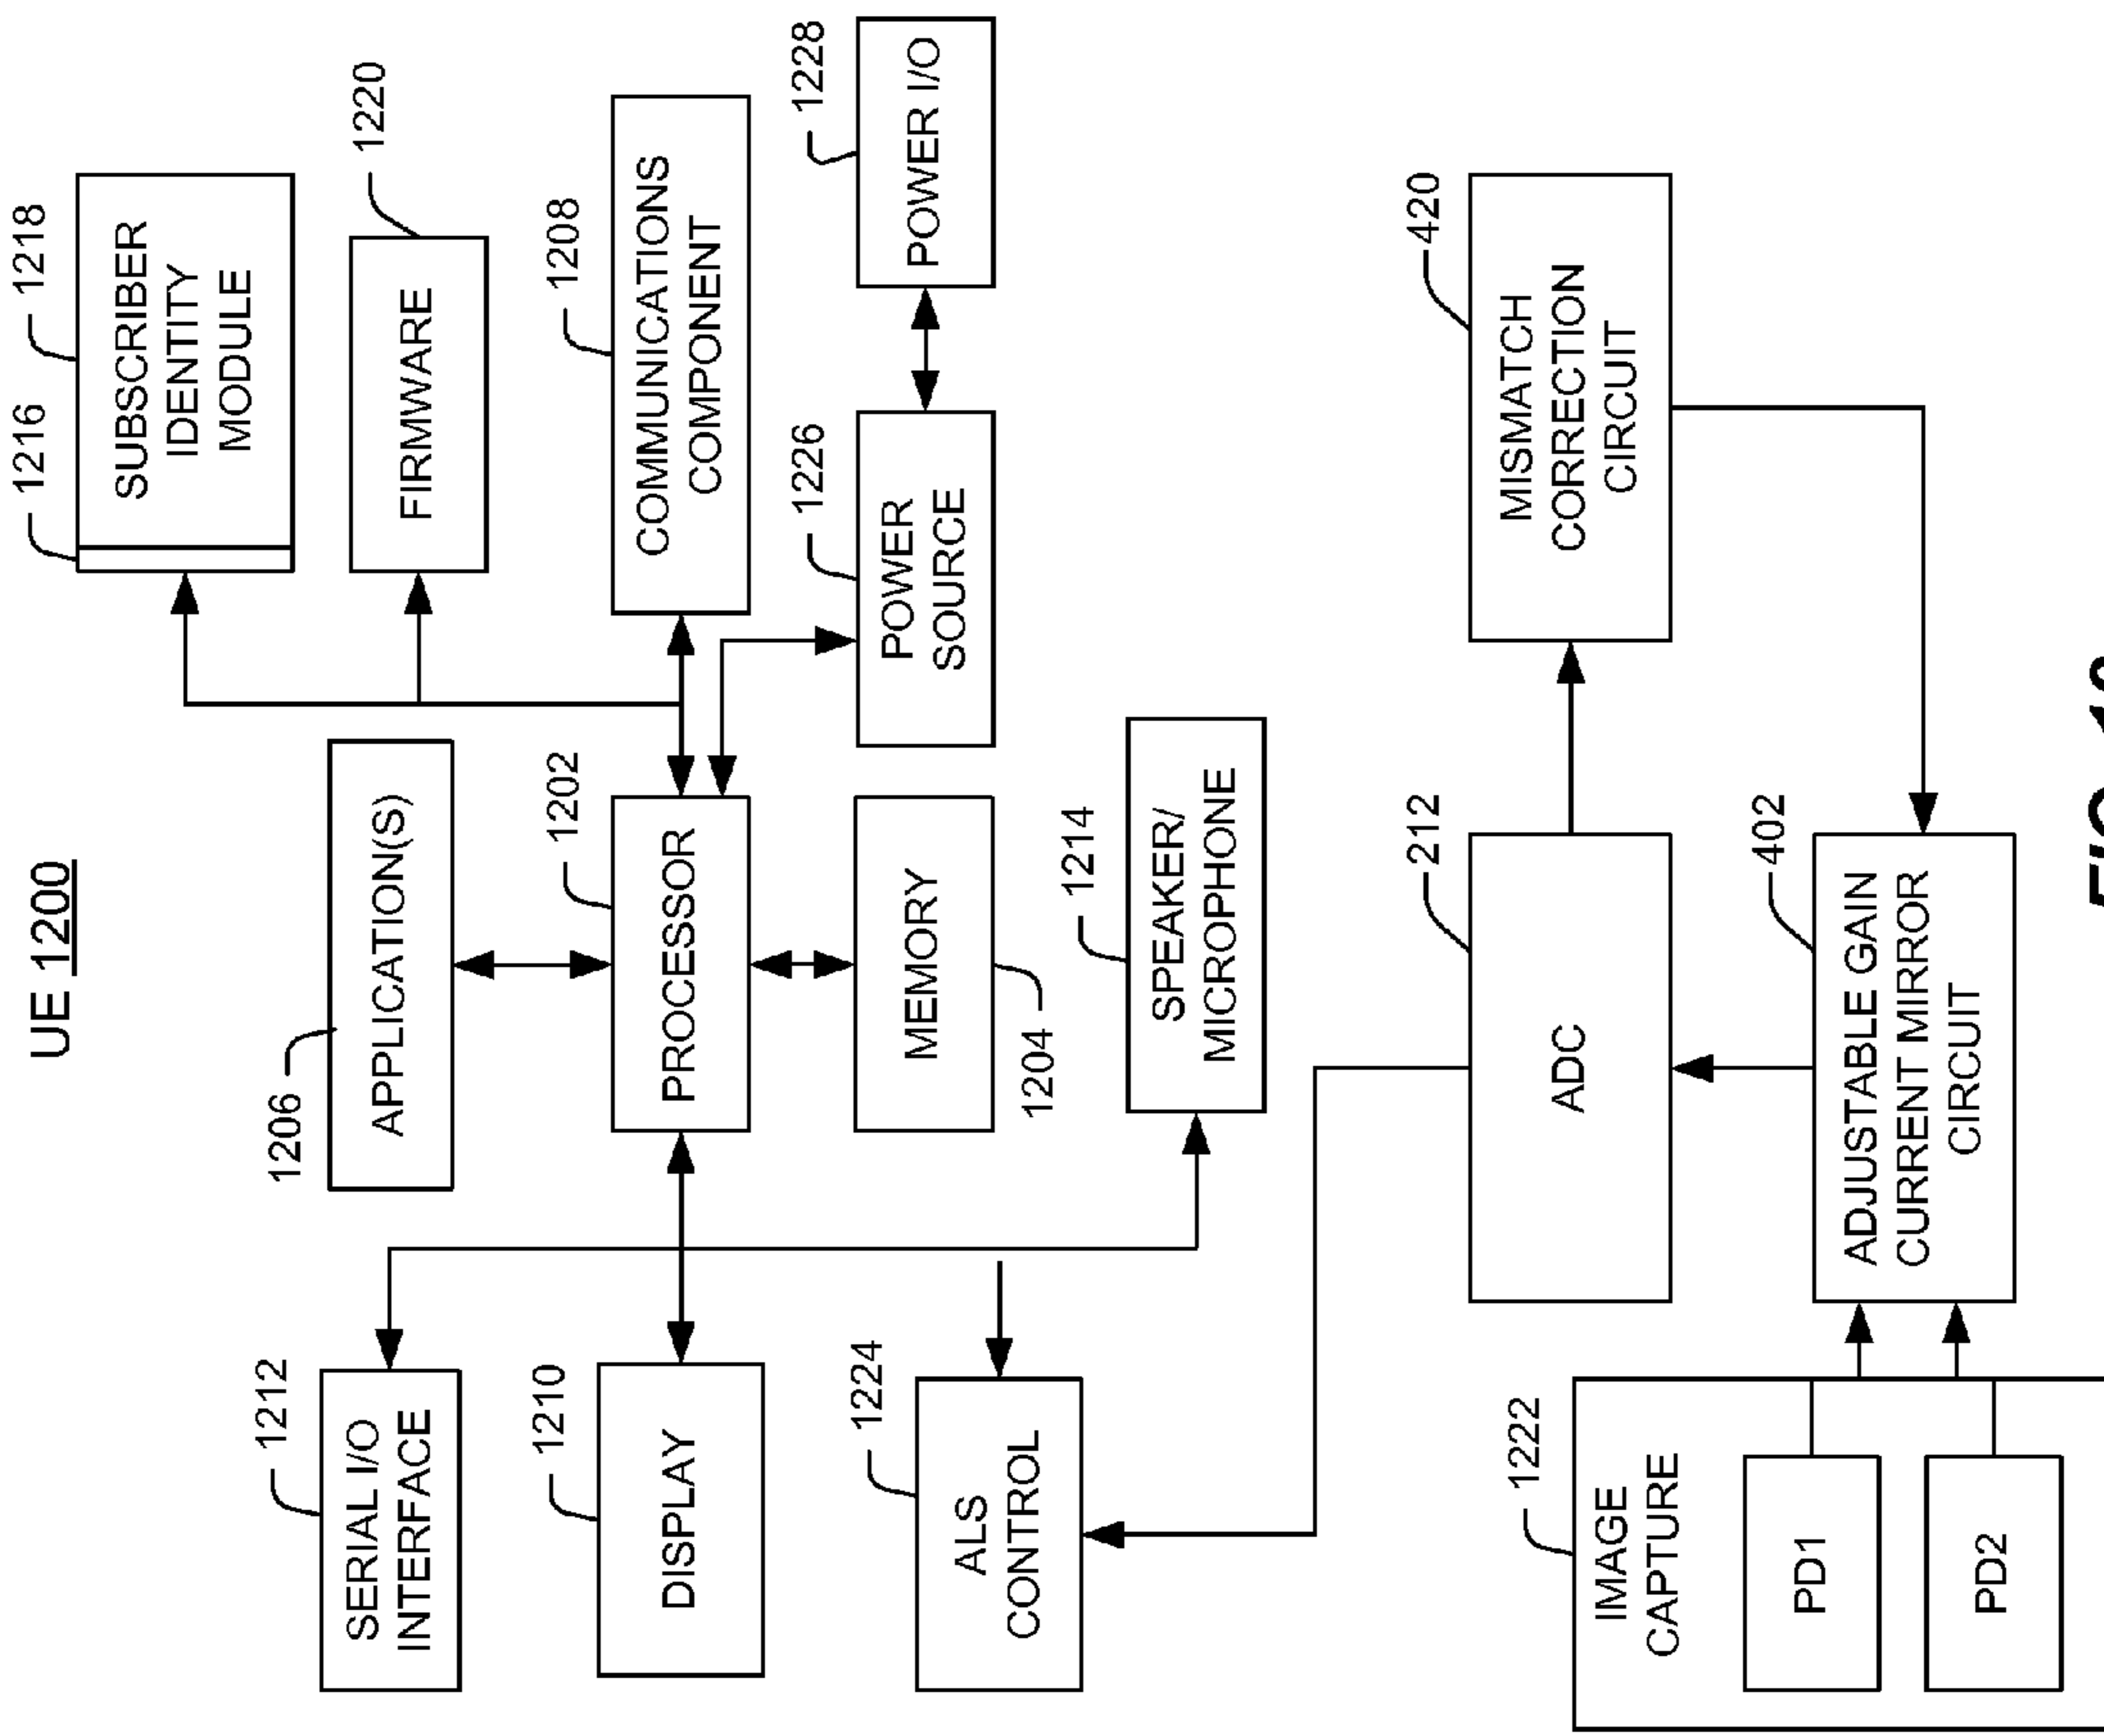 UE 1200
1206
APPLICATION(S)
1216
1218
SUBSCRIBER
IDENTITY
MODULE
1220
FIRMWARE
1212
SERIAL I/O
INTERFACE
1202
PROCESSOR
1208
COMMUNICATIONS
COMPONENT
1210
DISPLAY
MEMORY
1204
1226
POWER
SOURCE
1228
POWER I/O
1224
ALS
CONTROL
1214
SPEAKER/
MICROPHONE
212
ADC
420
MISMATCH
CORRECTION
CIRCUIT
1222
IMAGE
CAPTURE
PD1
PD2
402
ADJUSTABLE GAIN
CURRENT MIRROR
CIRCUIT